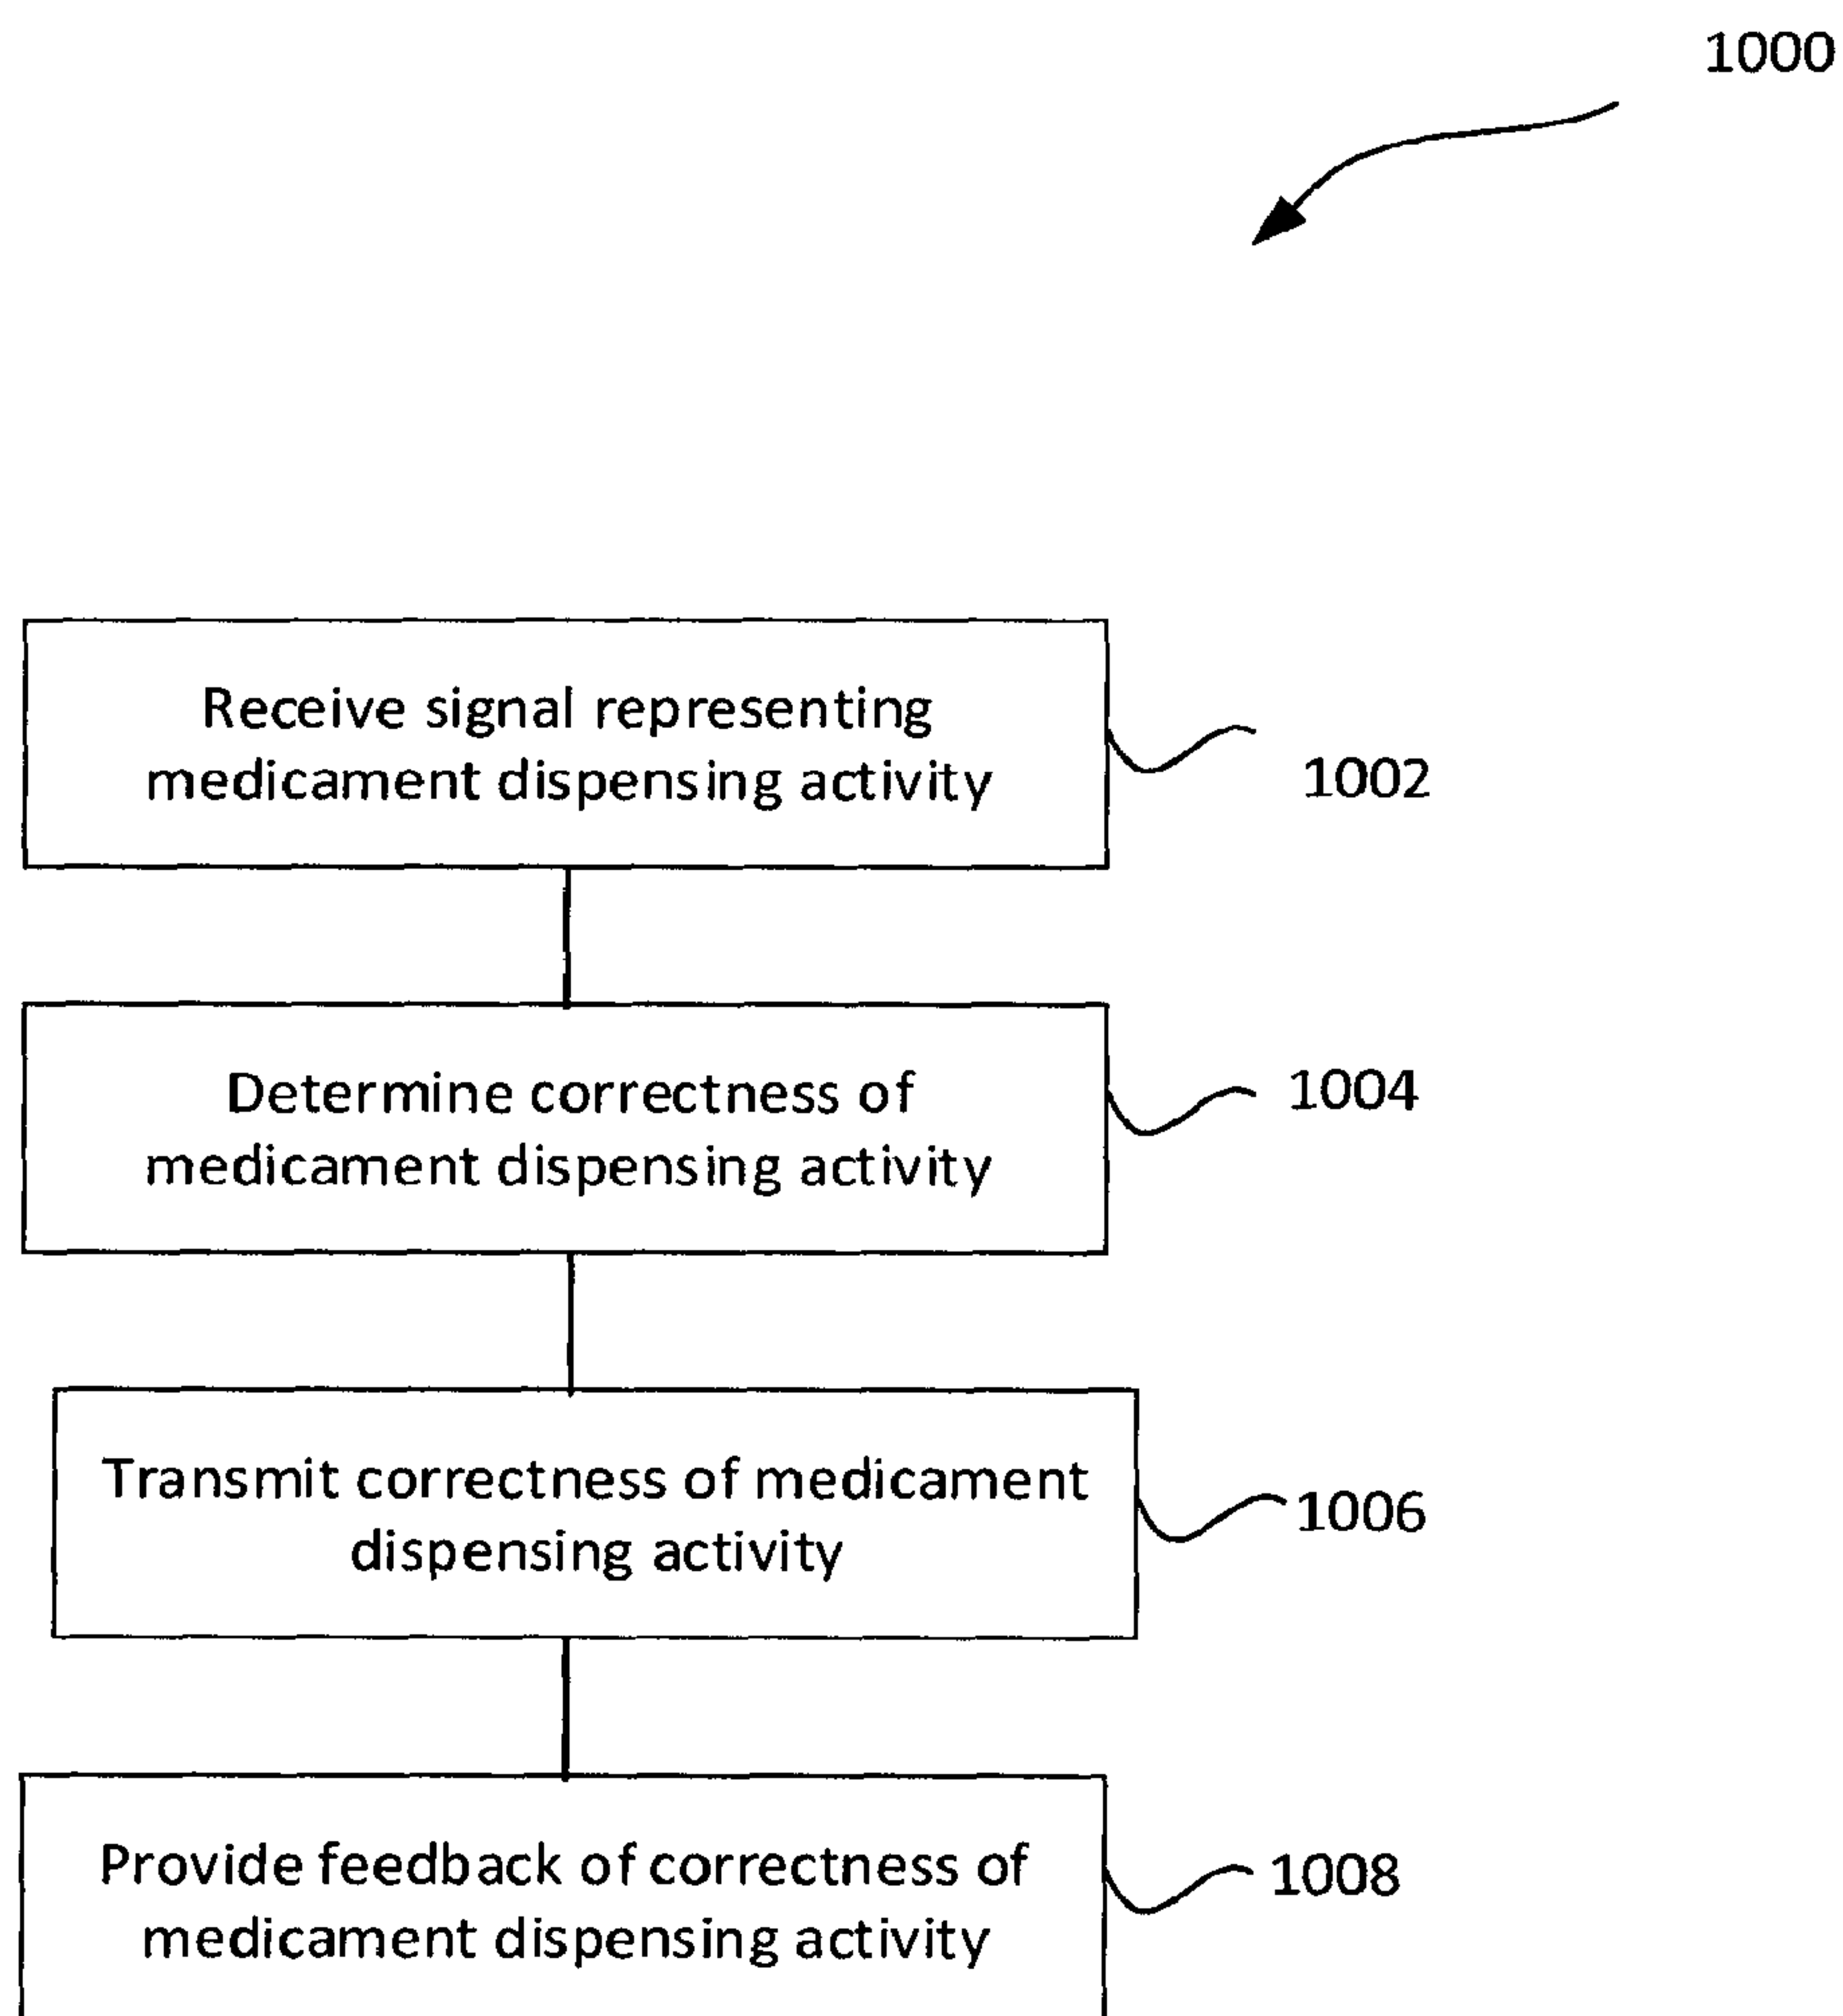 1000
Receive signal representing
medicament dispensing activity
1002
Determine correctness of
medicament dispensing activity
1004
Transmit correctness of medicament
dispensing activity
1006
Provide feedback of correctness of
medicament dispensing activity
1008